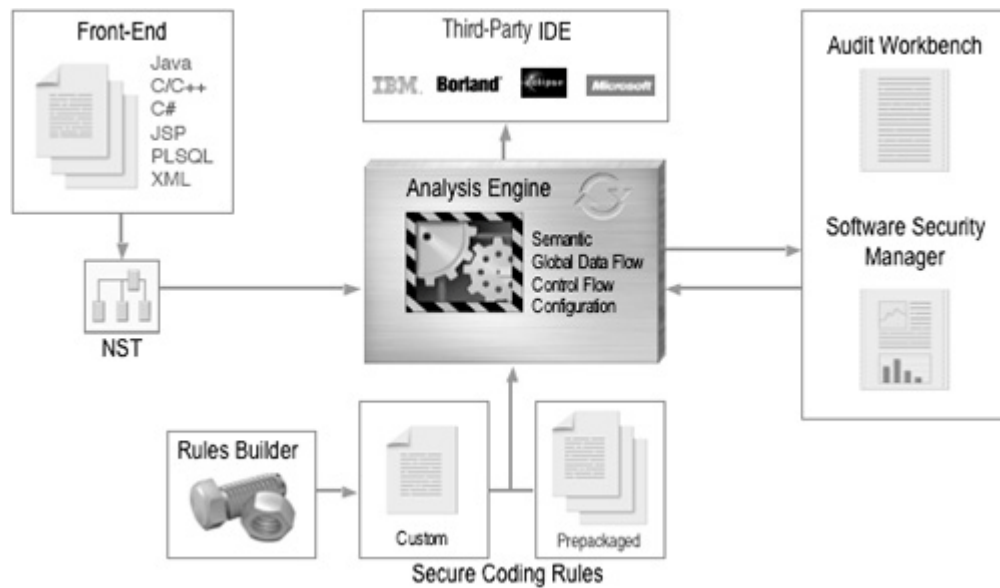 Front-End
Java
C/C++
C#
JSP
PLSQL
XML
NST
Third-Party IDE
IBM. Borland eclipse Microsoft
Analysis Engine
Semantic
Global Data Flow
Control Flow
Configuration
Audit Workbench
Software Security
Manager
Rules Builder
Custom
Prepackaged
Secure Coding Rules